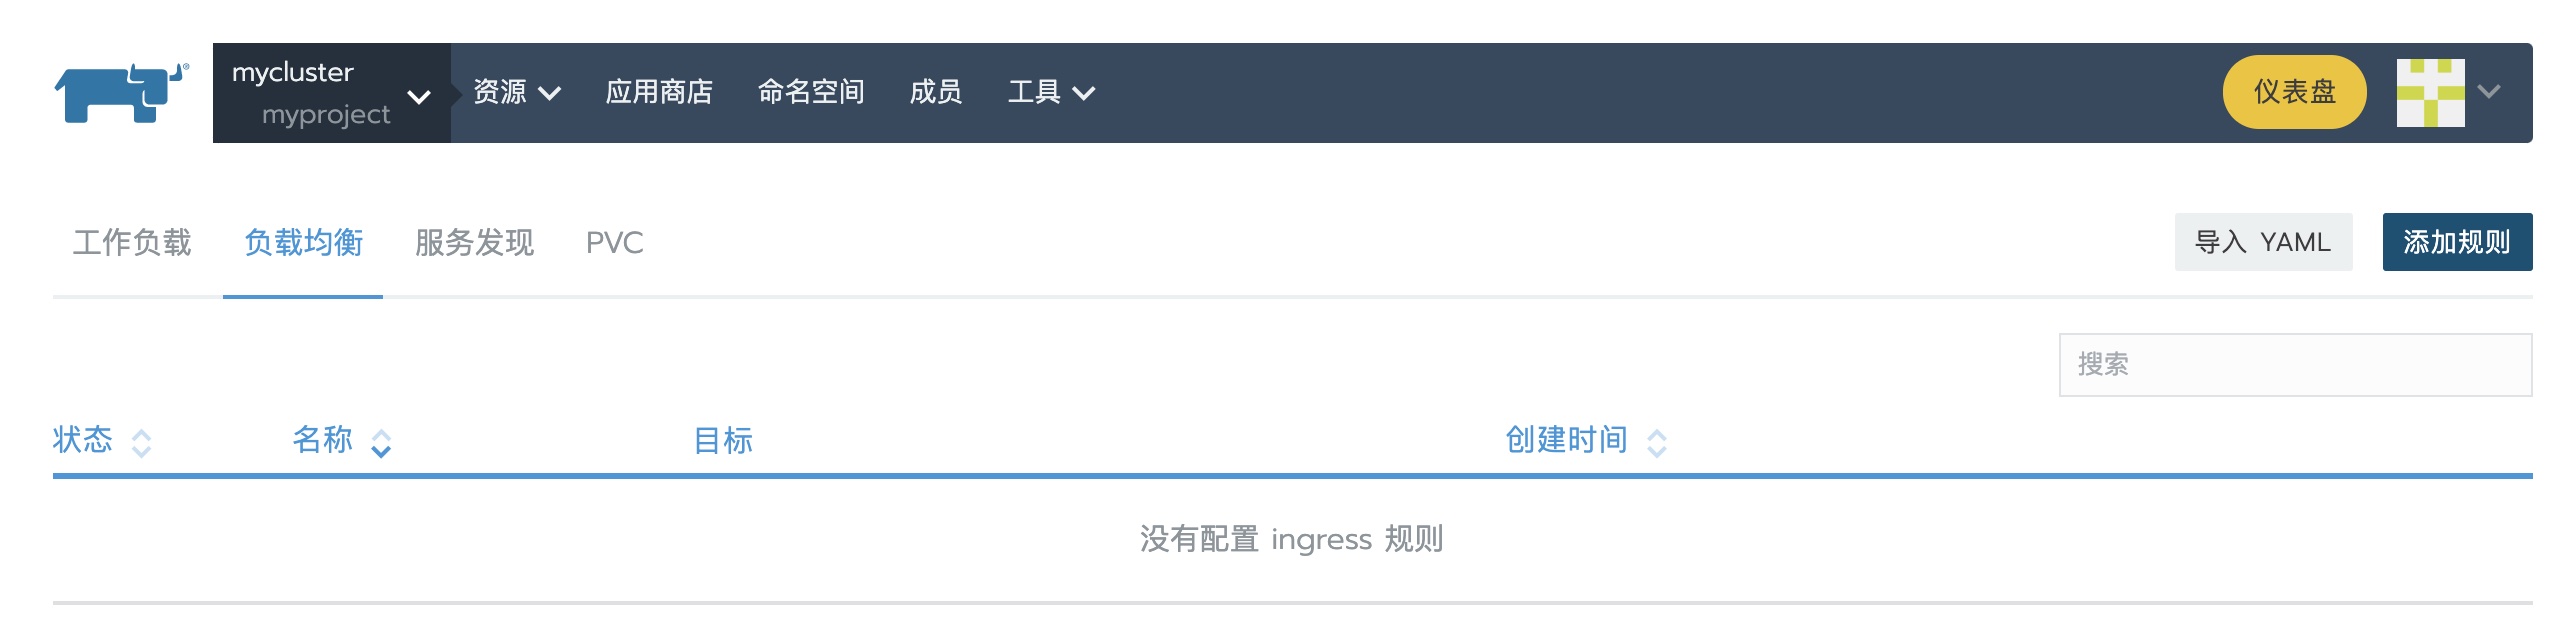 mycluster
myproject
资源 应用商店 命名空间 成员 工具 仪表盘
工作负载 负载均衡 服务发现 PVC 导入 YAML 添加规则
搜索
状态 名称 目标 创建时间
没有配置 ingress 规则